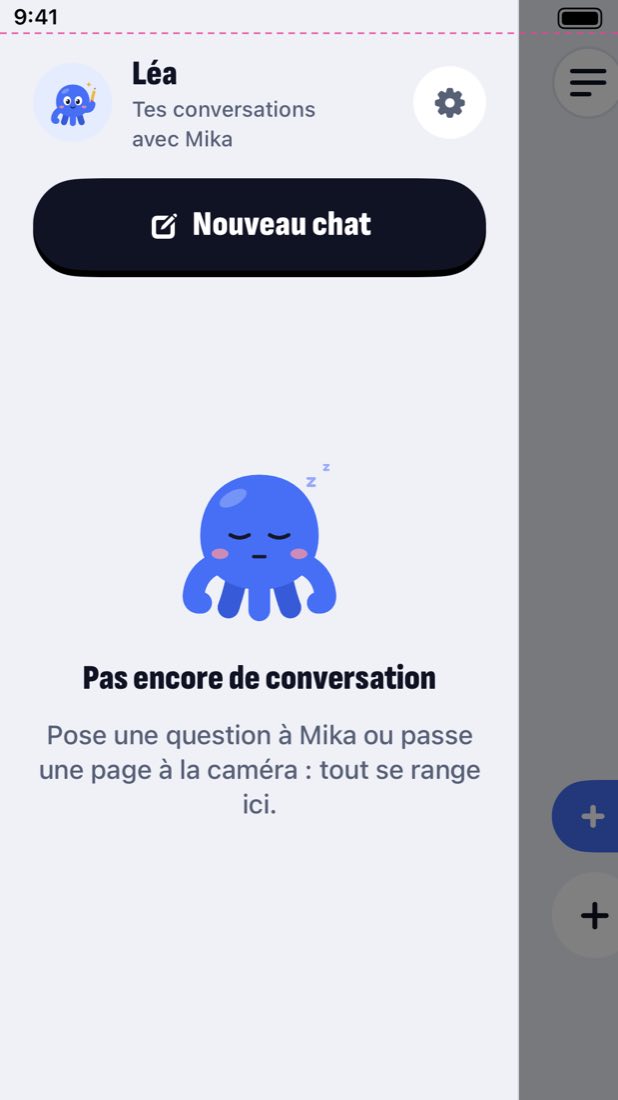 9:41
Léa
Tes conversations
avec Mika
Nouveau chat
z
z
Pas encore de conversation
Pose une question à Mika ou passe
une page à la caméra : tout se range
ici.